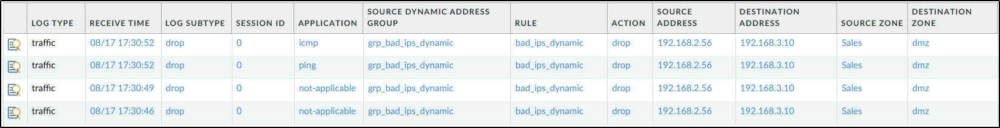 LOG TYPE RECEIVE TIME LOG SUBTYPE SESSION ID APPLICATION SOURCE DYNAMIC ADDRESS GROUP RULE ACTION SOURCE ADDRESS DESTINATION ADDRESS SOURCE ZONE DESTINATION ZONE
traffic 08/17 17:30:52 drop 0 icmp grp_bad_ips_dynamic bad_ips_dynamic drop 192.168.2.56 192.168.3.10 Sales dmz
traffic 08/17 17:30:52 drop 0 ping grp_bad_ips_dynamic bad_ips_dynamic drop 192.168.2.56 192.168.3.10 Sales dmz
traffic 08/17 17:30:49 drop 0 not-applicable grp_bad_ips_dynamic bad_ips_dynamic drop 192.168.2.56 192.168.3.10 Sales dmz
traffic 08/17 17:30:46 drop 0 not-applicable grp_bad_ips_dynamic bad_ips_dynamic drop 192.168.2.56 192.168.3.10 Sales dmz